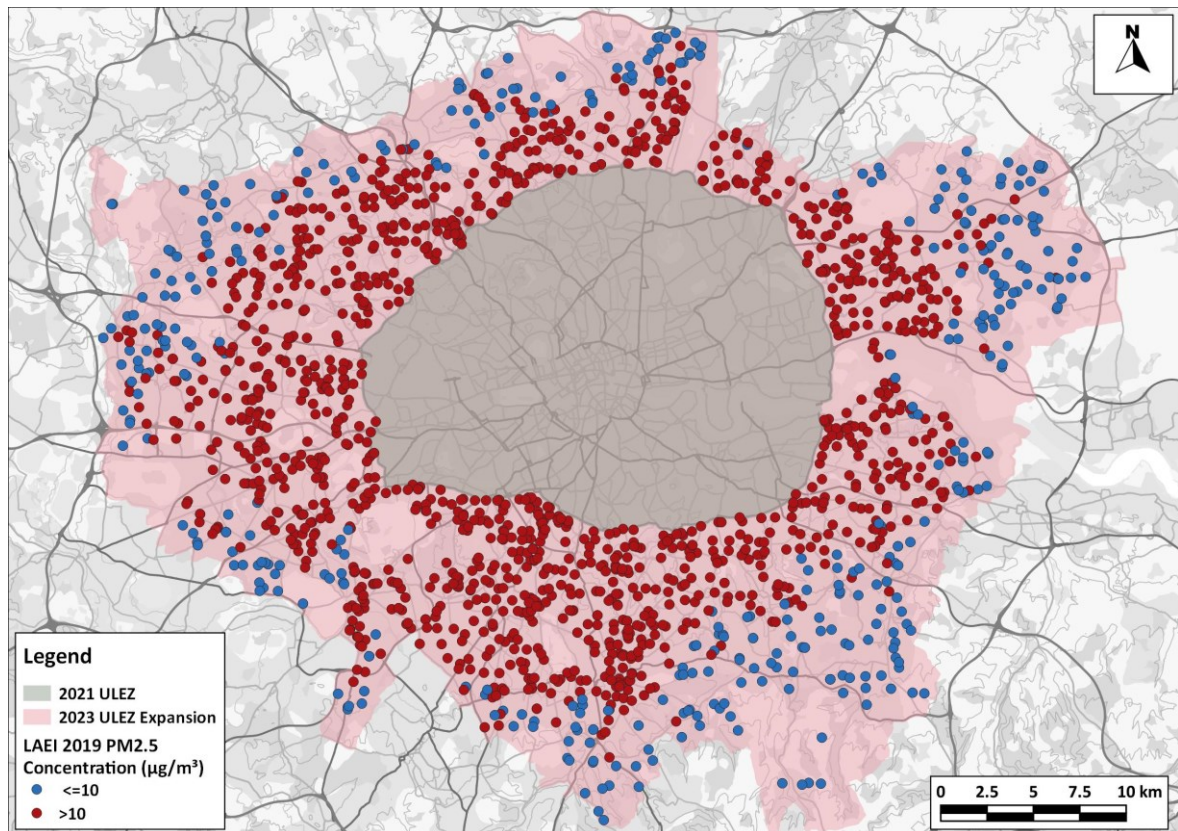 N
Legend
2021 ULEZ
2023 ULEZ Expansion
LAEI 2019 PM2.5
Concentration (µg/m³)
<=10
>10
0 2.5 5 7.5 10 km